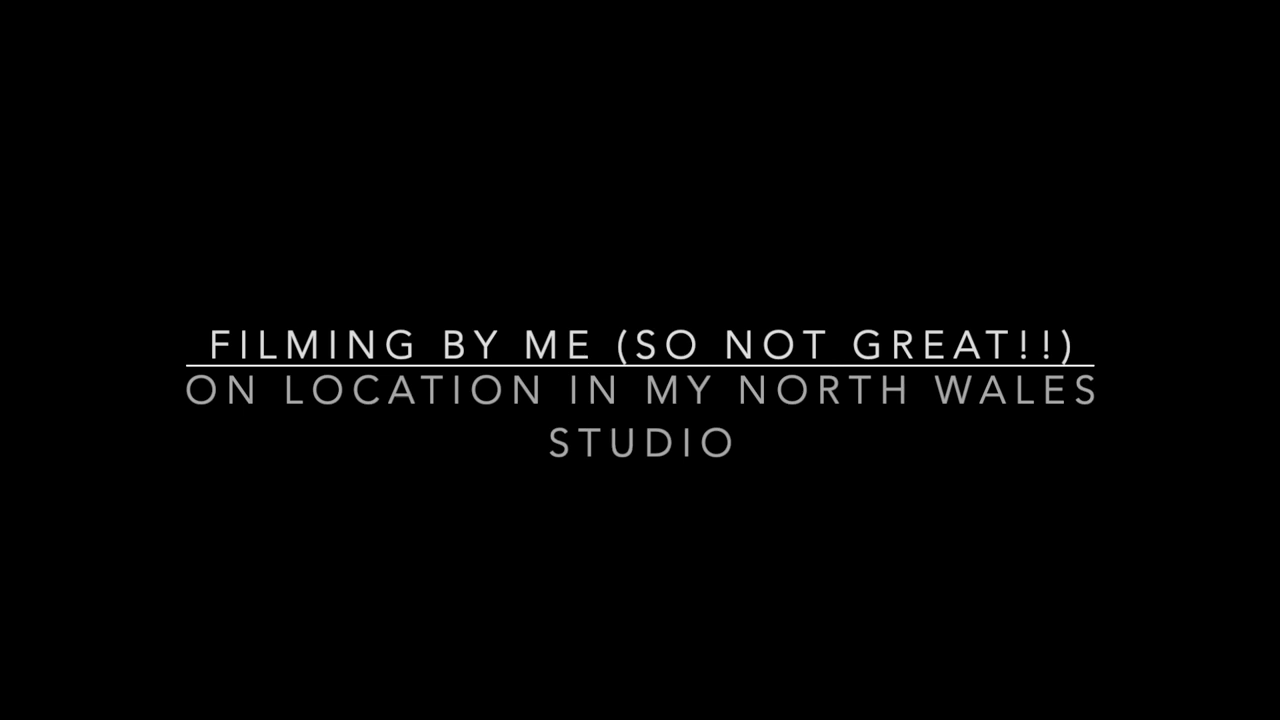 FILMING BY ME (SO NOT GREAT!!)
ON LOCATION IN MY NORTH WALES
STUDIO